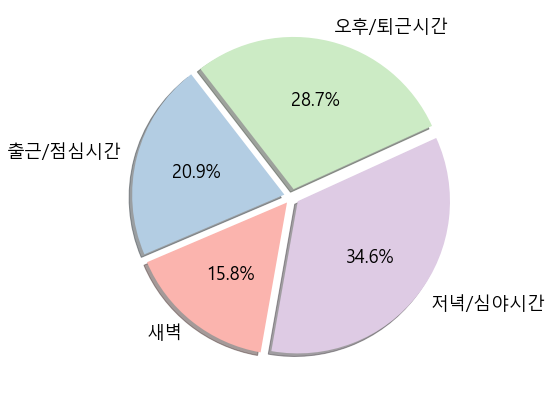 오후/퇴근시간
28.7%
출근/점심시간
20.9%
34.6%
15.8%
저녁/심야시간
새벽